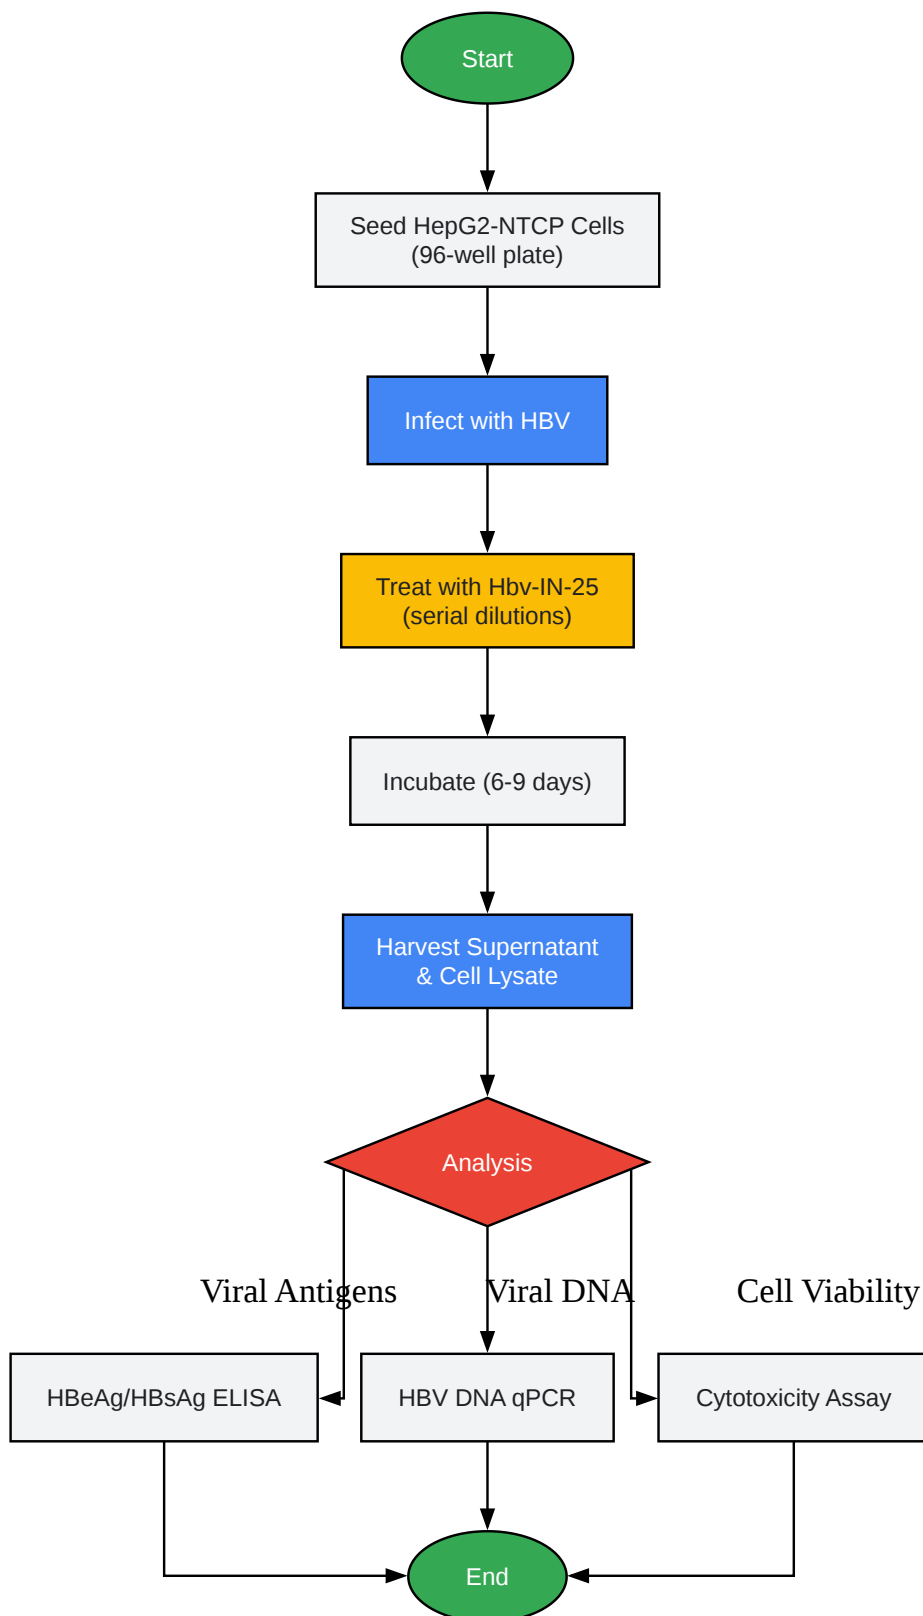 Start
Seed HepG2-NTCP Cells
(96-well plate)
Infect with HBV
Treat with Hbv-IN-25
(serial dilutions)
Incubate (6-9 days)
Harvest Supernatant
& Cell Lysate
Analysis
Viral Antigens
Viral DNA
Cell Viability
HBeAg/HBsAg ELISA
HBV DNA qPCR
Cytotoxicity Assay
End